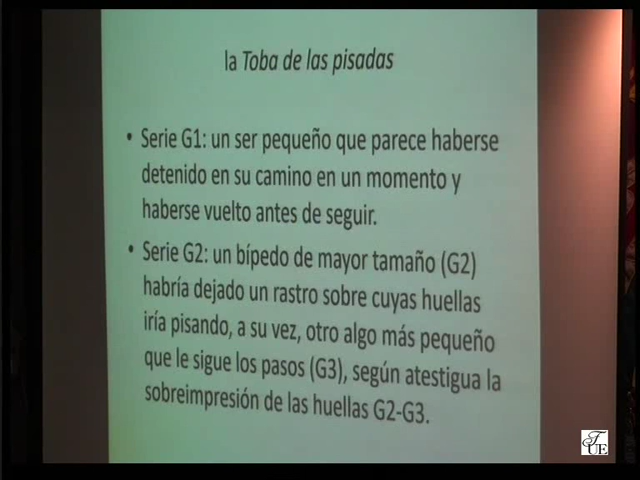 la Toba de las pisadas
• Serie G1: un ser pequeño que parece haberse
detenido en su camino en un momento y
haberse vuelto antes de seguir.
• Serie G2: un bípedo de mayor tamaño (G2)
habría dejado un rastro sobre cuyas huellas
iría pisando, a su vez, otro algo más pequeño
que le sigue los pasos (G3), según atestigua la
sobreimpresión de las huellas G2-G3.
FUE